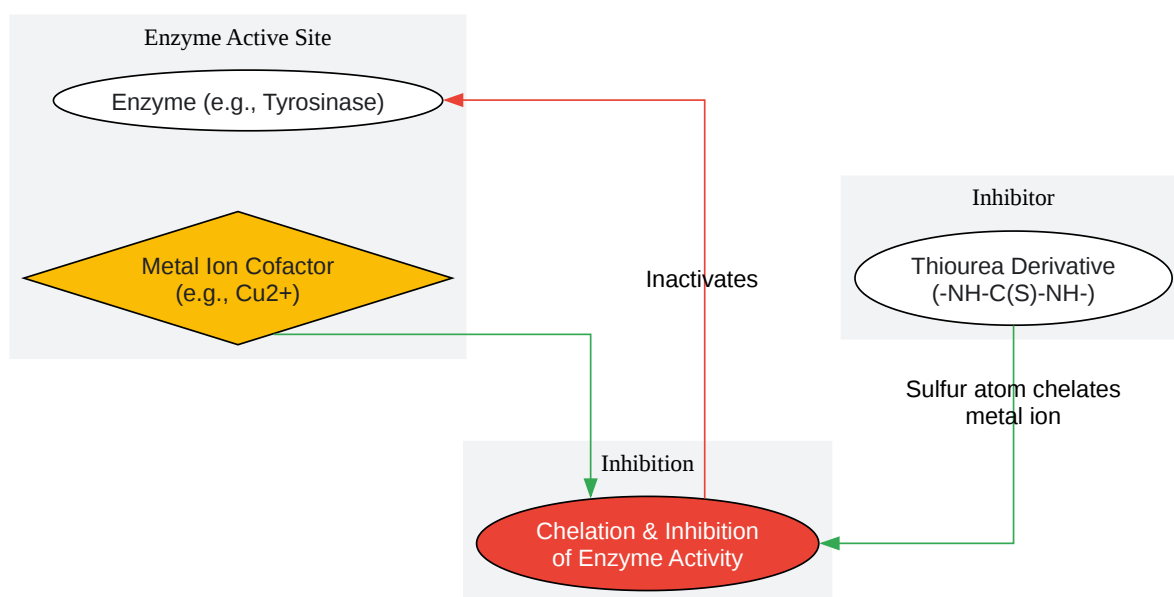 Enzyme Active Site
Enzyme (e.g., Tyrosinase)
Metal Ion Cofactor
(e.g., Cu2+)
Inactivates
Inhibitor
Thiourea Derivative
(-NH-C(S)-NH-)
Sulfur atom chelates
metal ion
Inhibition
Chelation & Inhibition
of Enzyme Activity